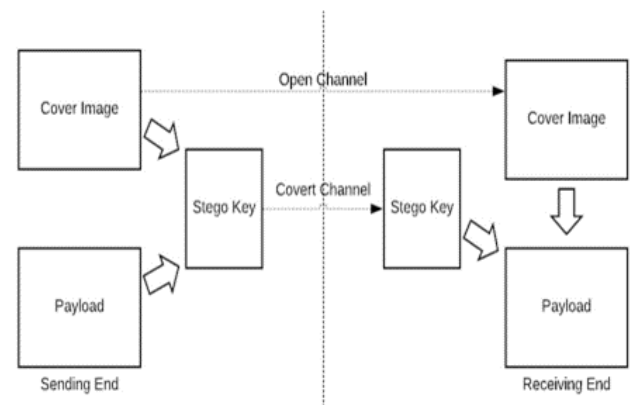 Open Channel
Cover Image
Cover Image
Covert Channel
Stego Key
Stego Key
Payload
Payload
Sending End
Receiving End